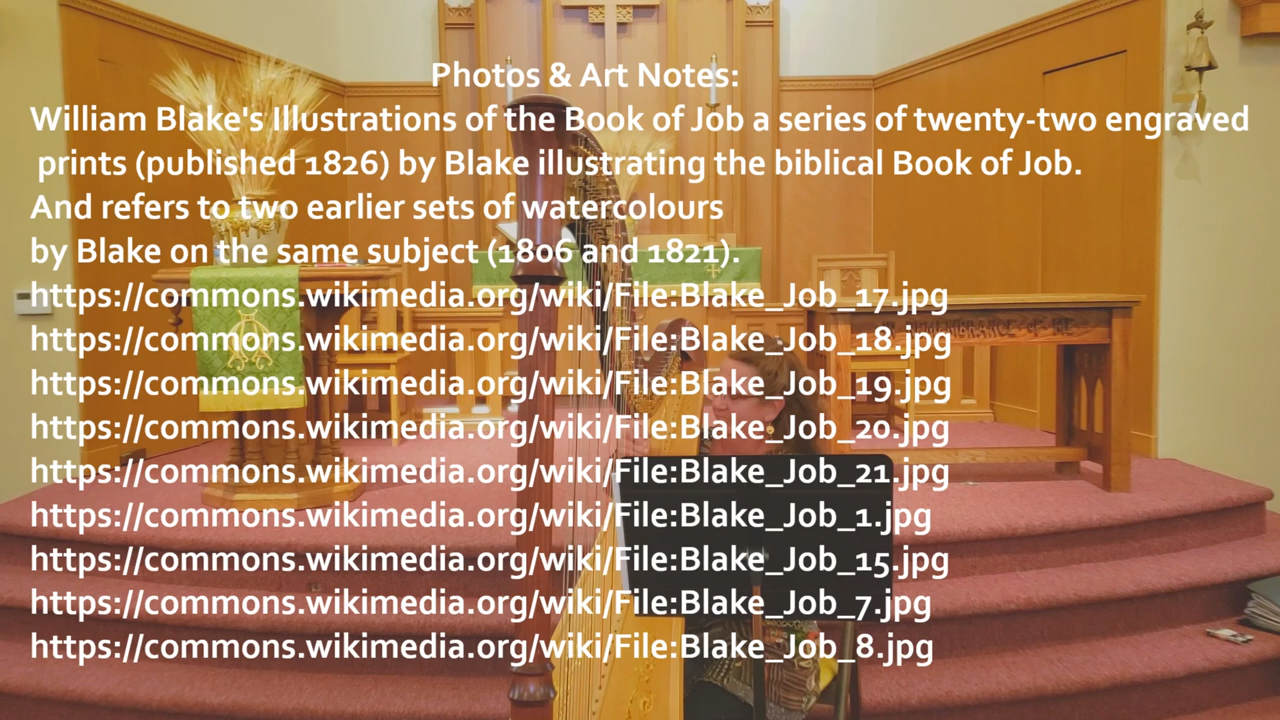 Photos & Art Notes:
William Blake's Illustrations of the Book of Job a series of twenty-two engraved
prints (published 1826) by Blake illustrating the biblical Book of Job.
And refers to two earlier sets of watercolours
by Blake on the same subject (1806 and 1821).
https://commons.wikimedia.org/wiki/File:Blake_Job_17.jpg
https://commons.wikimedia.org/wiki/File:Blake_Job_18.jpg
https://commons.wikimedia.org/wiki/File:Blake_Job_19.jpg
https://commons.wikimedia.org/wiki/File:Blake_Job_20.jpg
https://commons.wikimedia.org/wiki/File:Blake_Job_21.jpg
https://commons.wikimedia.org/wiki/File:Blake_Job_1.jpg
https://commons.wikimedia.org/wiki/File:Blake_Job_15.jpg
https://commons.wikimedia.org/wiki/File:Blake_Job_7.jpg
https://commons.wikimedia.org/wiki/File:Blake_Job_8.jpg
OF ME